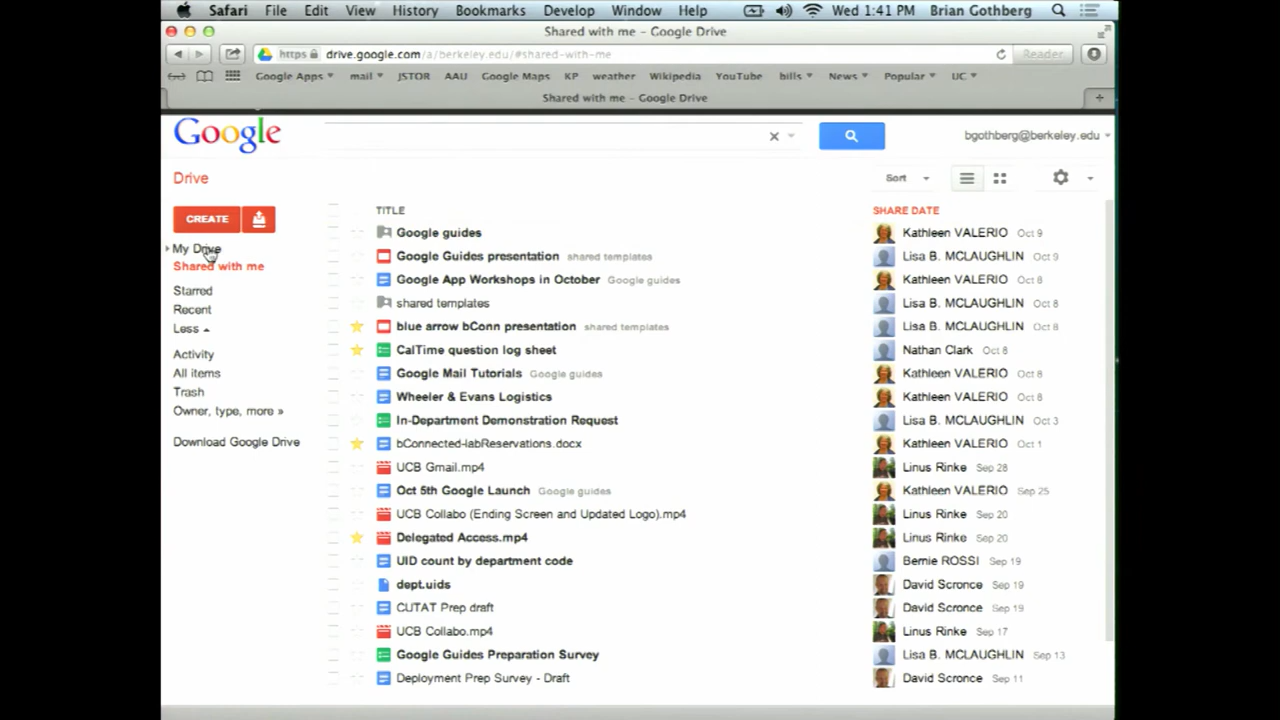 Safari File Edit View History Bookmarks Develop Window Help Wed 1:41 PM Brian Gothberg
Shared with me – Google Drive
https drive.google.com/a/berkeley.edu/#shared-with-me Reader
Google Apps mail JSTOR AAU Google Maps KP weather Wikipedia YouTube bills News Popular UC
Shared with me – Google Drive
Google bgothberg@berkeley.edu
Drive Sort
CREATE
My Drive
Shared with me
Starred
Recent
Less
Activity
All items
Trash
Owner, type, more »
Download Google Drive
TITLE SHARE DATE
Google guides Kathleen VALERIO Oct 9
Google Guides presentation shared templates Lisa B. MCLAUGHLIN Oct 9
Google App Workshops in October Google guides Kathleen VALERIO Oct 8
shared templates Lisa B. MCLAUGHLIN Oct 8
blue arrow bConn presentation shared templates Lisa B. MCLAUGHLIN Oct 8
CalTime question log sheet Nathan Clark Oct 8
Google Mail Tutorials Google guides Kathleen VALERIO Oct 8
Wheeler & Evans Logistics Kathleen VALERIO Oct 8
In-Department Demonstration Request Lisa B. MCLAUGHLIN Oct 3
bConnected-labReservations.docx Kathleen VALERIO Oct 1
UCB Gmail.mp4 Linus Rinke Sep 28
Oct 5th Google Launch Google guides Kathleen VALERIO Sep 25
UCB Collabo (Ending Screen and Updated Logo).mp4 Linus Rinke Sep 20
Delegated Access.mp4 Linus Rinke Sep 20
UID count by department code Bernie ROSSI Sep 19
dept.uids David Scronce Sep 19
CUTAT Prep draft David Scronce Sep 19
UCB Collabo.mp4 Linus Rinke Sep 17
Google Guides Preparation Survey Lisa B. MCLAUGHLIN Sep 13
Deployment Prep Survey - Draft David Scronce Sep 11